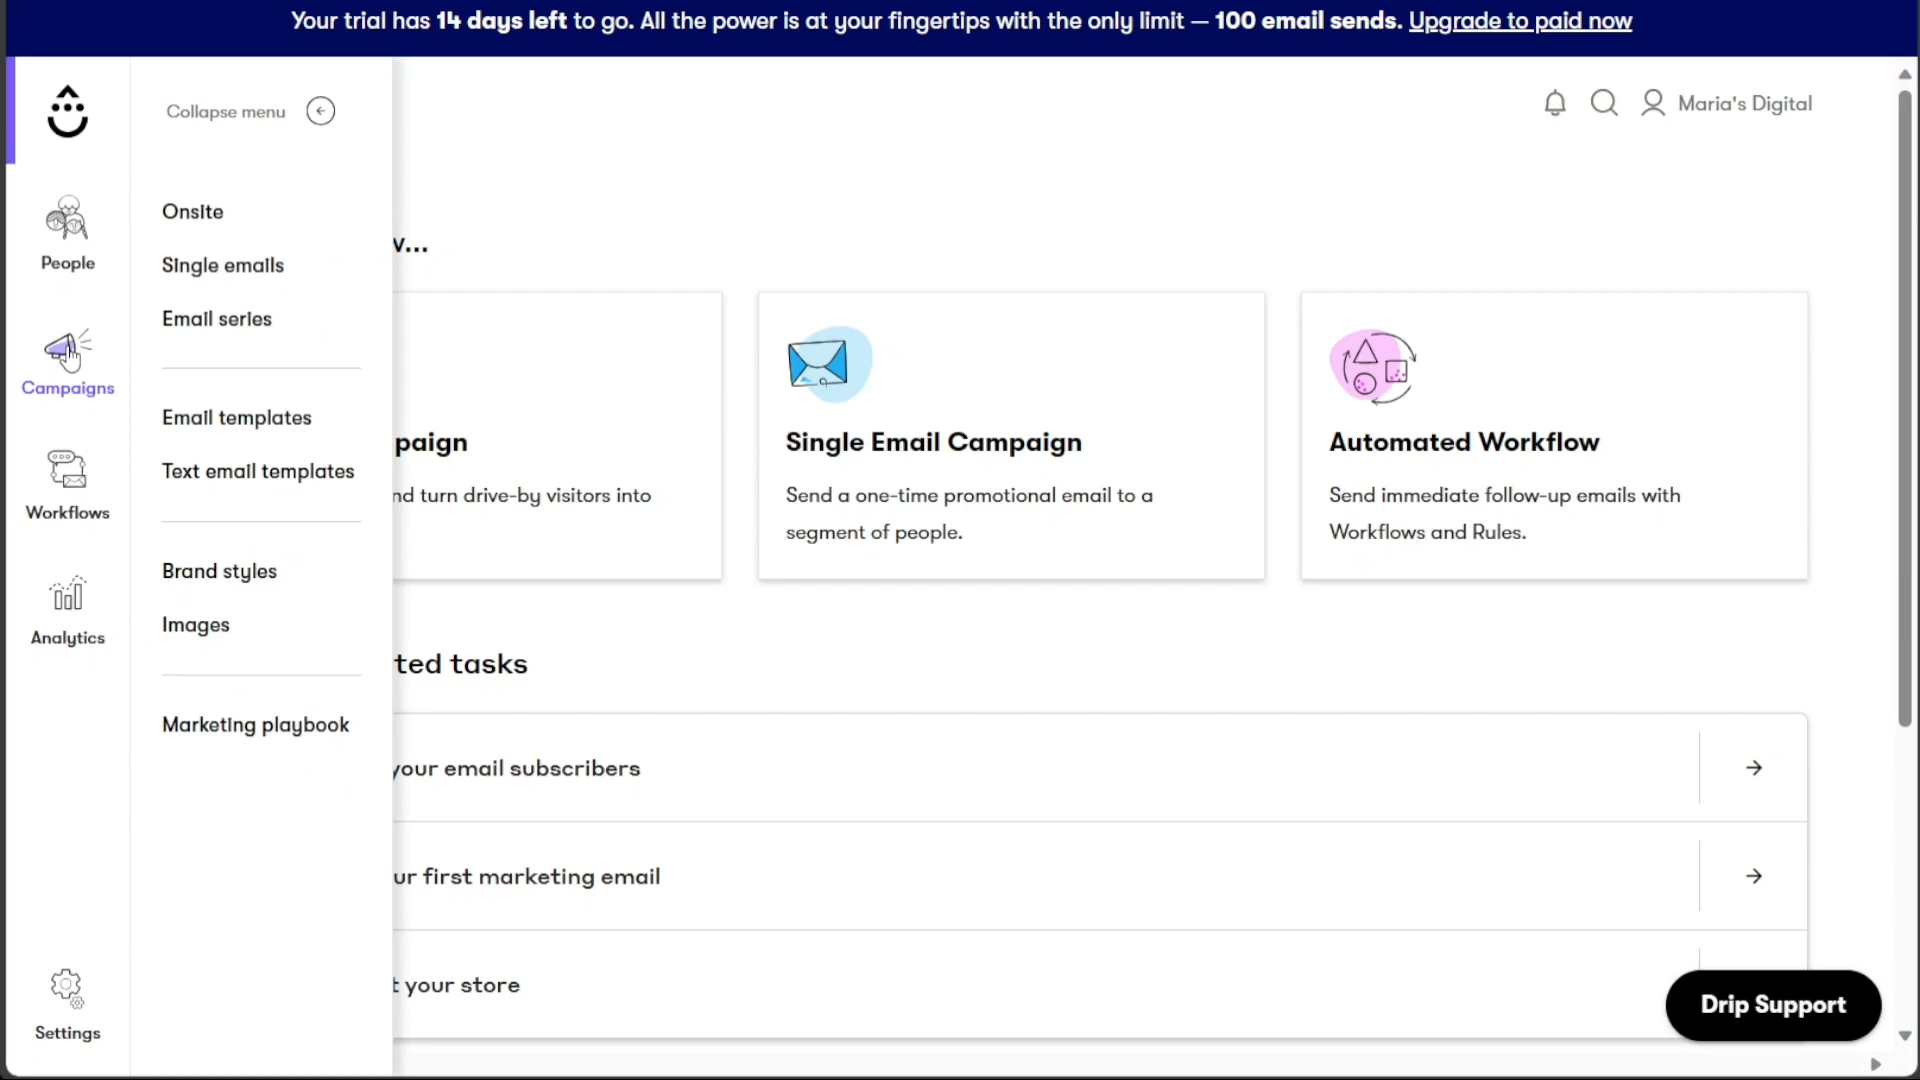 Your trial has 14 days left to go. All the power is at your fingertips with the only limit — 100 email sends. Upgrade to paid now
Collapse menu
Maria's Digital
People
Campaigns
Workflows
Analytics
Settings
Onsite
Single emails
Email series
Email templates
Text email templates
Brand styles
Images
Marketing playbook
...
paign
nd turn drive-by visitors into
Single Email Campaign
Send a one-time promotional email to a
segment of people.
Automated Workflow
Send immediate follow-up emails with
Workflows and Rules.
ted tasks
your email subscribers
ur first marketing email
t your store
Drip Support